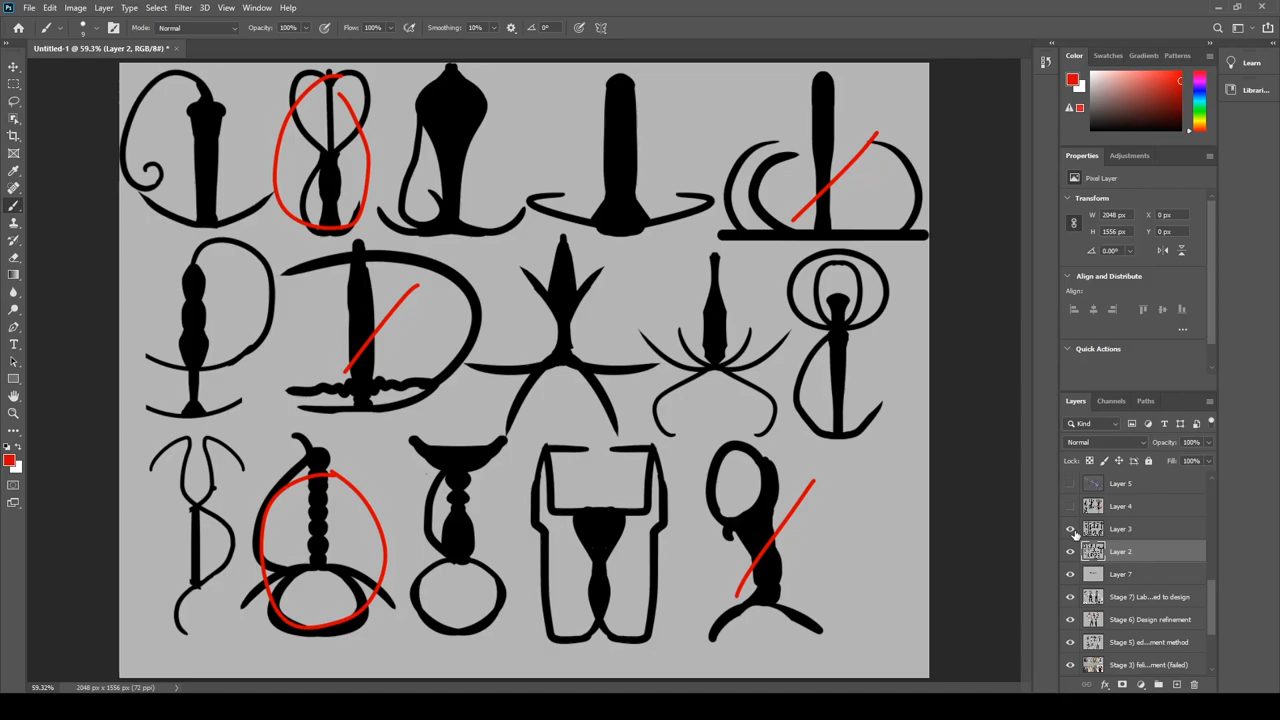 File Edit Image Layer Type Select Filter 3D View Window Help
9 Mode: Normal Opacity: 100% Flow: 100% Smoothing: 10% 0°
Untitled-1 @ 59.3% (Layer 2, RGB/8#) *
Color Swatches Gradients Patterns
Learn
Librari...
Properties Adjustments
Pixel Layer
Transform
W 2048 px X 0 px
H 1556 px Y 0 px
0.00°
Align and Distribute
Align:
Quick Actions
Layers Channels Paths
Kind
Normal Opacity: 100%
Lock: Fill: 100%
Layer 5
Layer 4
Layer 3
Layer 2
Layer 7
Stage 7) Lab...ed to design
Stage 6) Design refinement
Stage 5) ed...ment method
Stage 3) feli...ment (failed)
59.32% 2048 px x 1556 px (72 ppi)